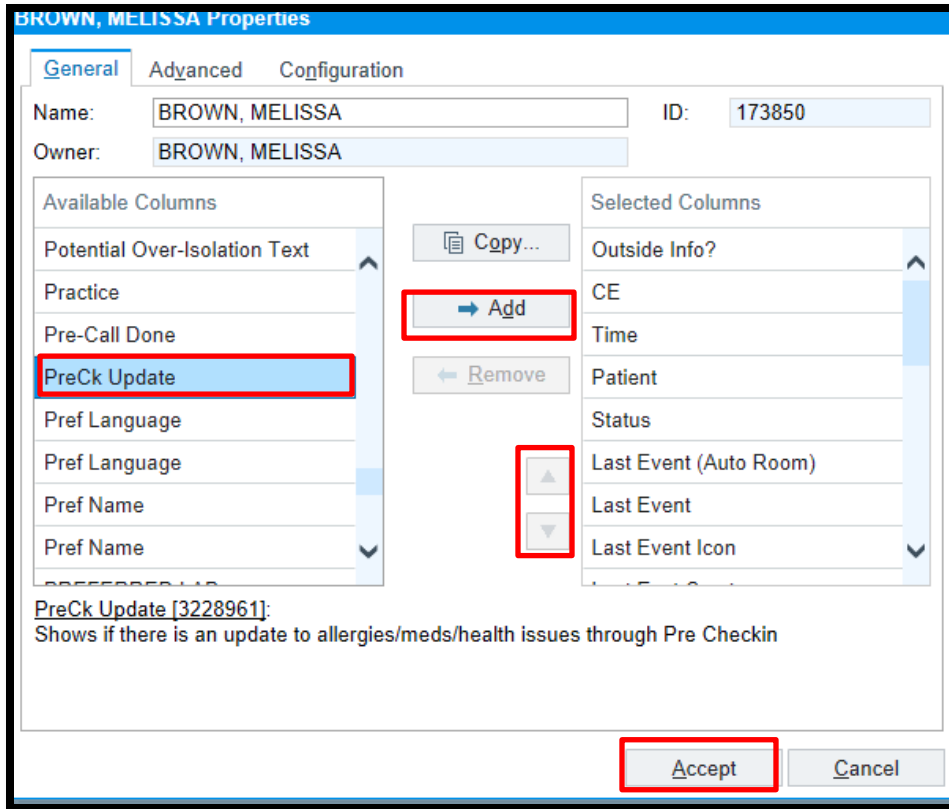 BROWN, MELISSA Properties
General Advanced Configuration
Name: BROWN, MELISSA ID: 173850
Owner: BROWN, MELISSA
Available Columns
Potential Over-Isolation Text
Practice
Pre-Call Done
PreCk Update
Pref Language
Pref Language
Pref Name
Pref Name
Copy...
Add
Remove
Selected Columns
Outside Info?
CE
Time
Patient
Status
Last Event (Auto Room)
Last Event
Last Event Icon
PreCk Update [3228961]:
Shows if there is an update to allergies/meds/health issues through Pre Checkin
Accept Cancel